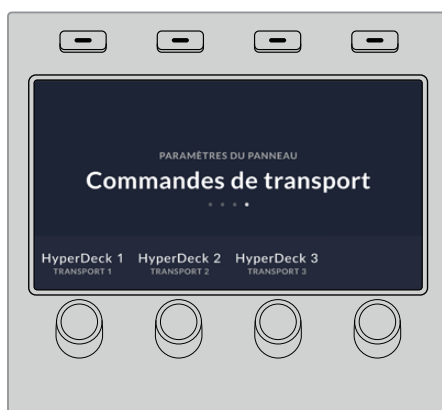 PARAMÈTRES DU PANNEAU
Commandes de transport
HyperDeck 1 HyperDeck 2 HyperDeck 3
TRANSPORT 1 TRANSPORT 2 TRANSPORT 3